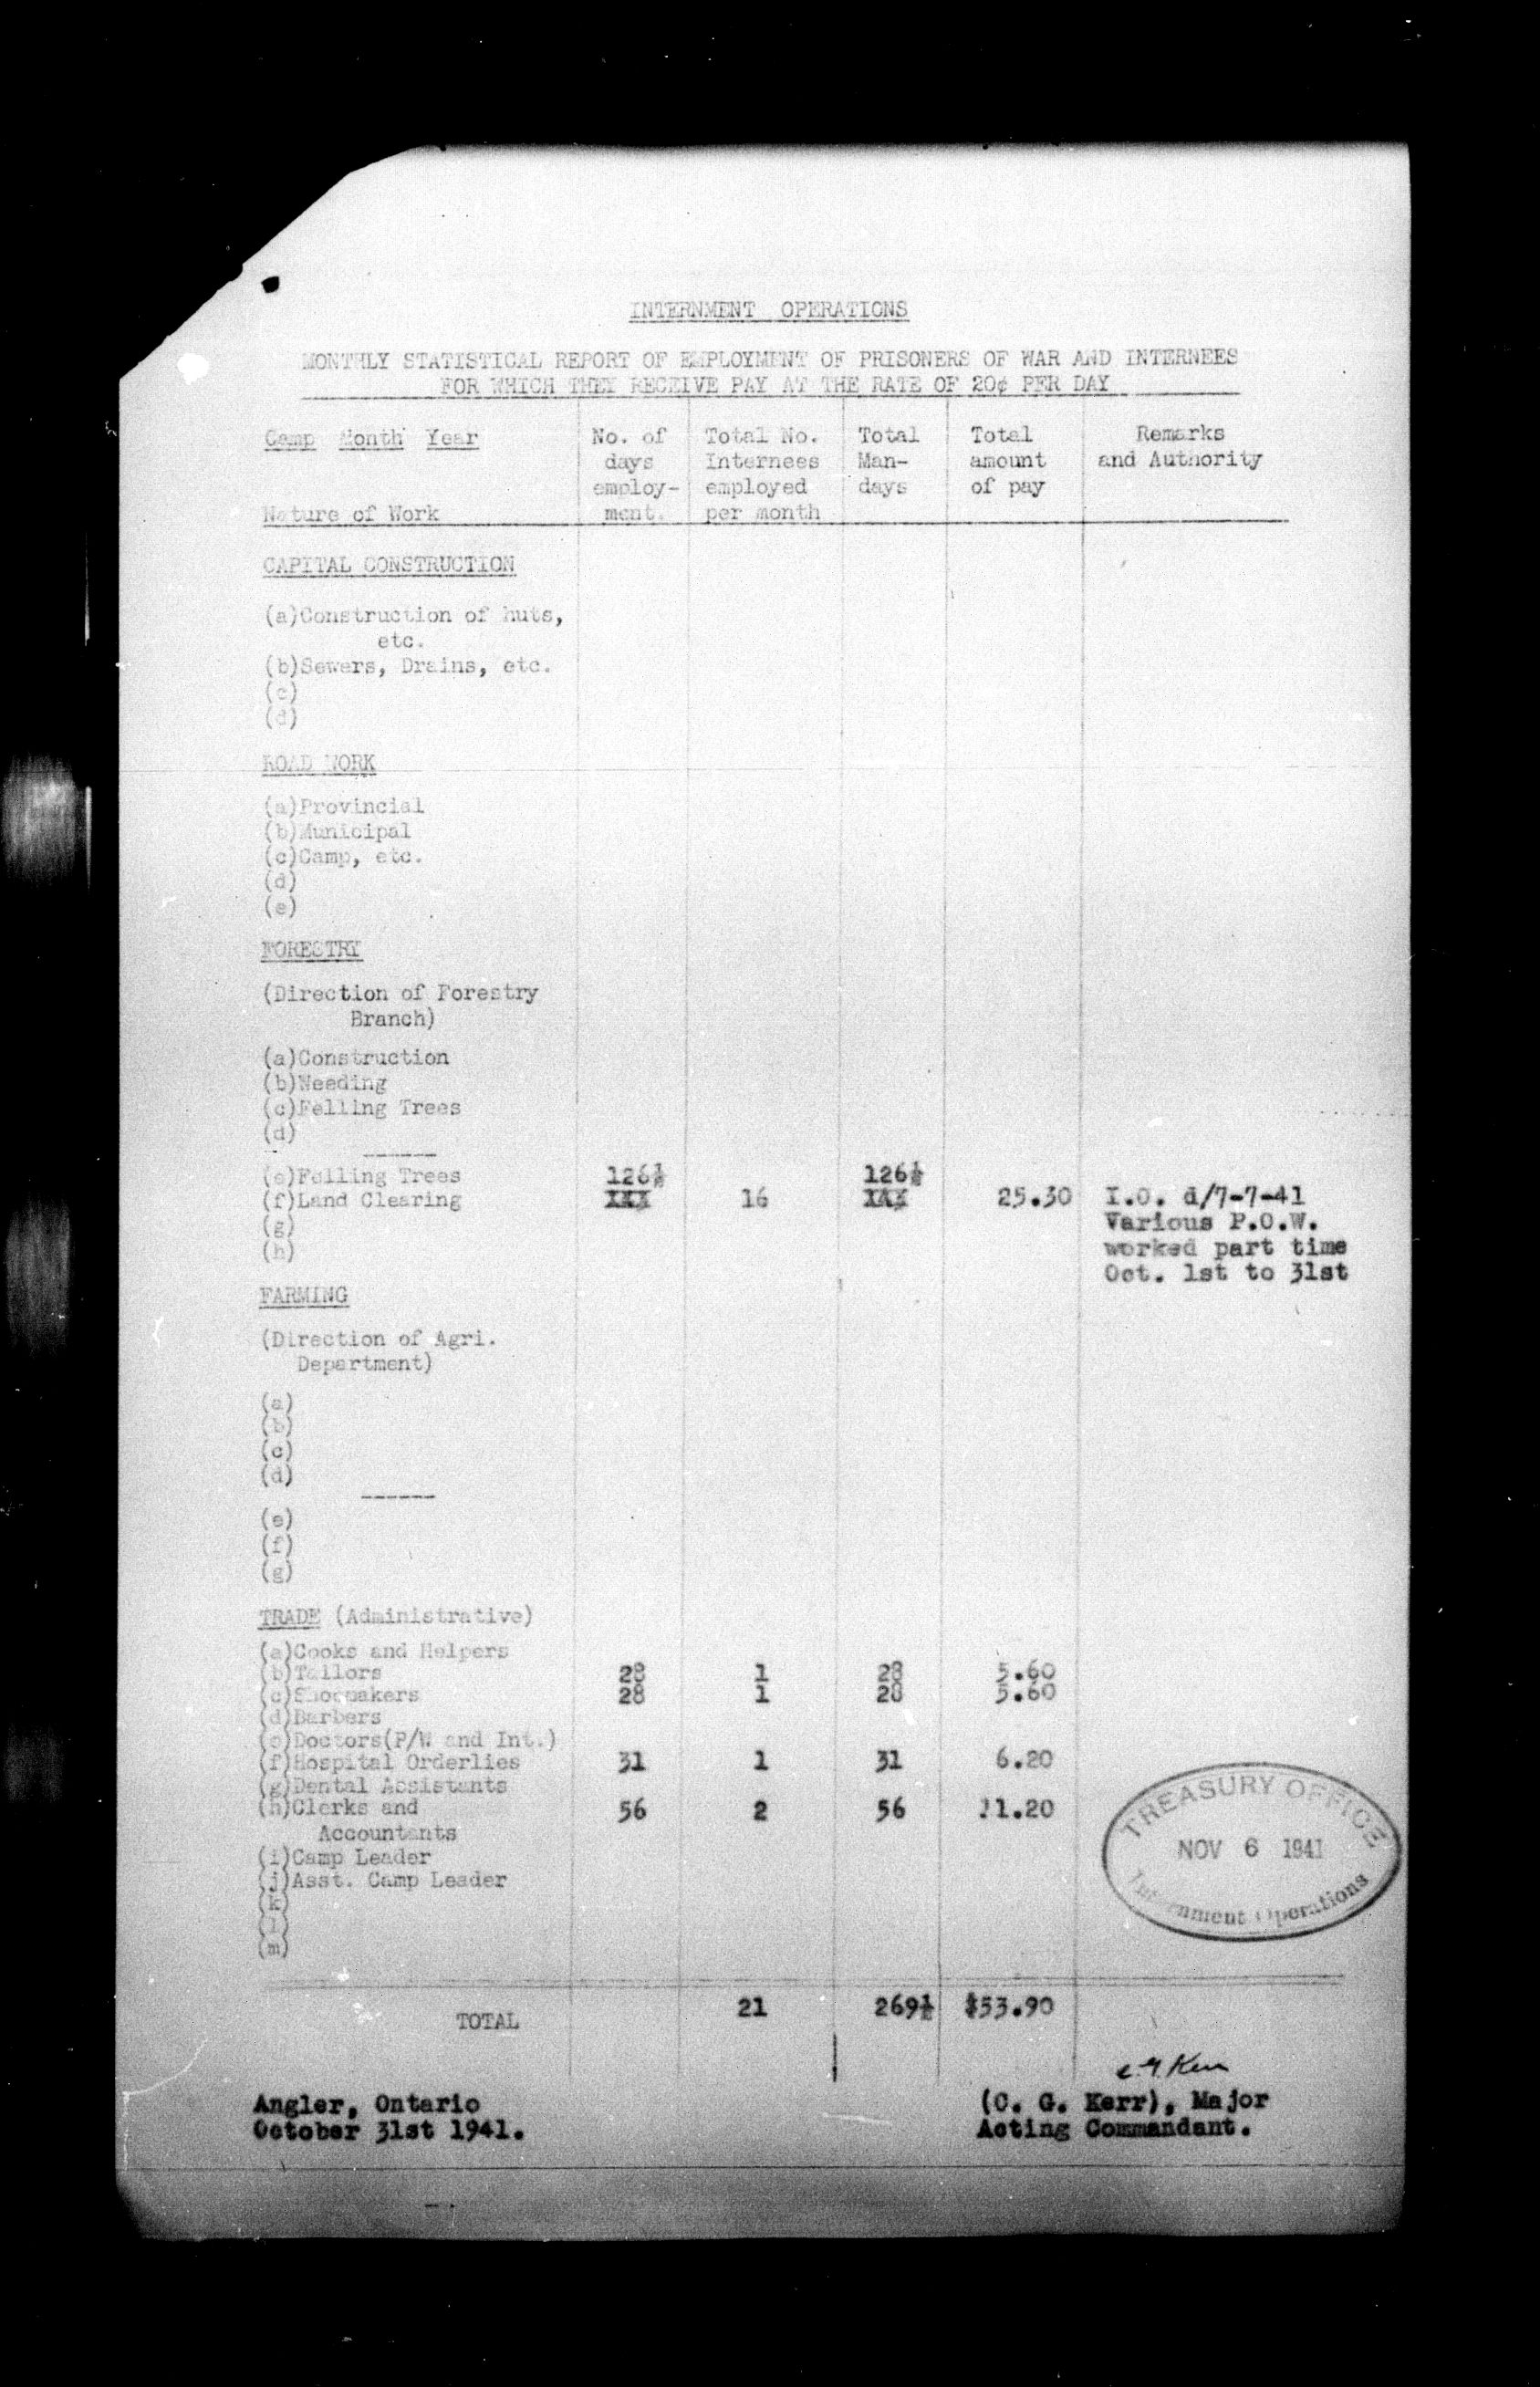 INTERNMENT OPERATIONS
MONTHLY STATISTICAL REPORT OF EMPLOYMENT OF PRISONERS OF WAR AND INTERNEES
FOR WHICH THEY RECEIVE PAY AT THE RATE OF 20¢ PER DAY
Camp Month Year No. of Total No. Total Total Remarks
days Internees Man- amount and Authority
employ- employed days of pay
Nature of Work ment. per month
CAPITAL CONSTRUCTION
(a)Construction of huts,
etc.
(b)Sewers, Drains, etc.
(c)
(d)
ROAD WORK
(a)Provincial
(b)Municipal
(c)Camp, etc.
(d)
(e)
FORESTRY
(Direction of Forestry
Branch)
(a)Construction
(b)Weeding
(c)Felling Trees
(d)
(e)Felling Trees 126½ 126½
(f)Land Clearing 16 25.30 I.O. d/7-7-41
(g) Various P.O.W.
(h) worked part time
Oct. 1st to 31st
FARMING
(Direction of Agri.
Department)
(a)
(b)
(c)
(d)
(e)
(f)
(g)
TRADE (Administrative)
(a)Cooks and Helpers
(b)Tailors 28 1 28 5.60
(c)Shoemakers 28 1 28 5.60
(d)Barbers
(e)Doctors(P/W and Int.)
(f)Hospital Orderlies 31 1 31 6.20
(g)Dental Assistants
(h)Clerks and 56 2 56 11.20
Accountants
(i)Camp Leader
(j)Asst. Camp Leader
(k)
(l)
(m)
TREASURY OFFICE
NOV 6 1941
Internment Operations
TOTAL 21 269½ $53.90
C. G. Kerr
Angler, Ontario (C. G. Kerr), Major
October 31st 1941. Acting Commandant.